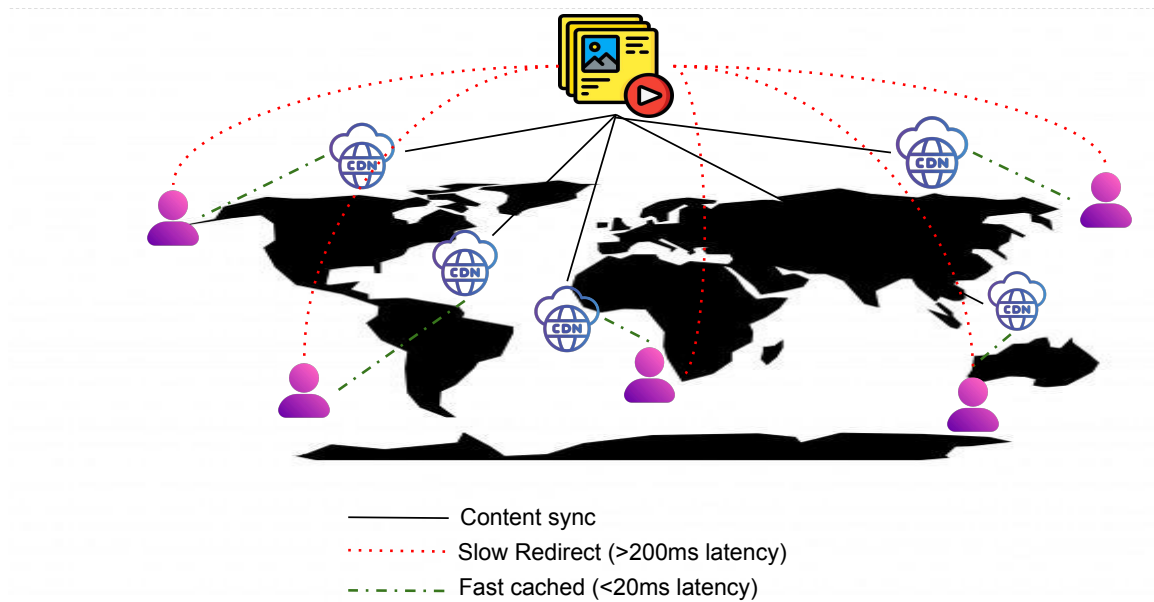 CDN
CDN
CDN
CDN
CDN
Content sync
Slow Redirect (>200ms latency)
Fast cached (<20ms latency)